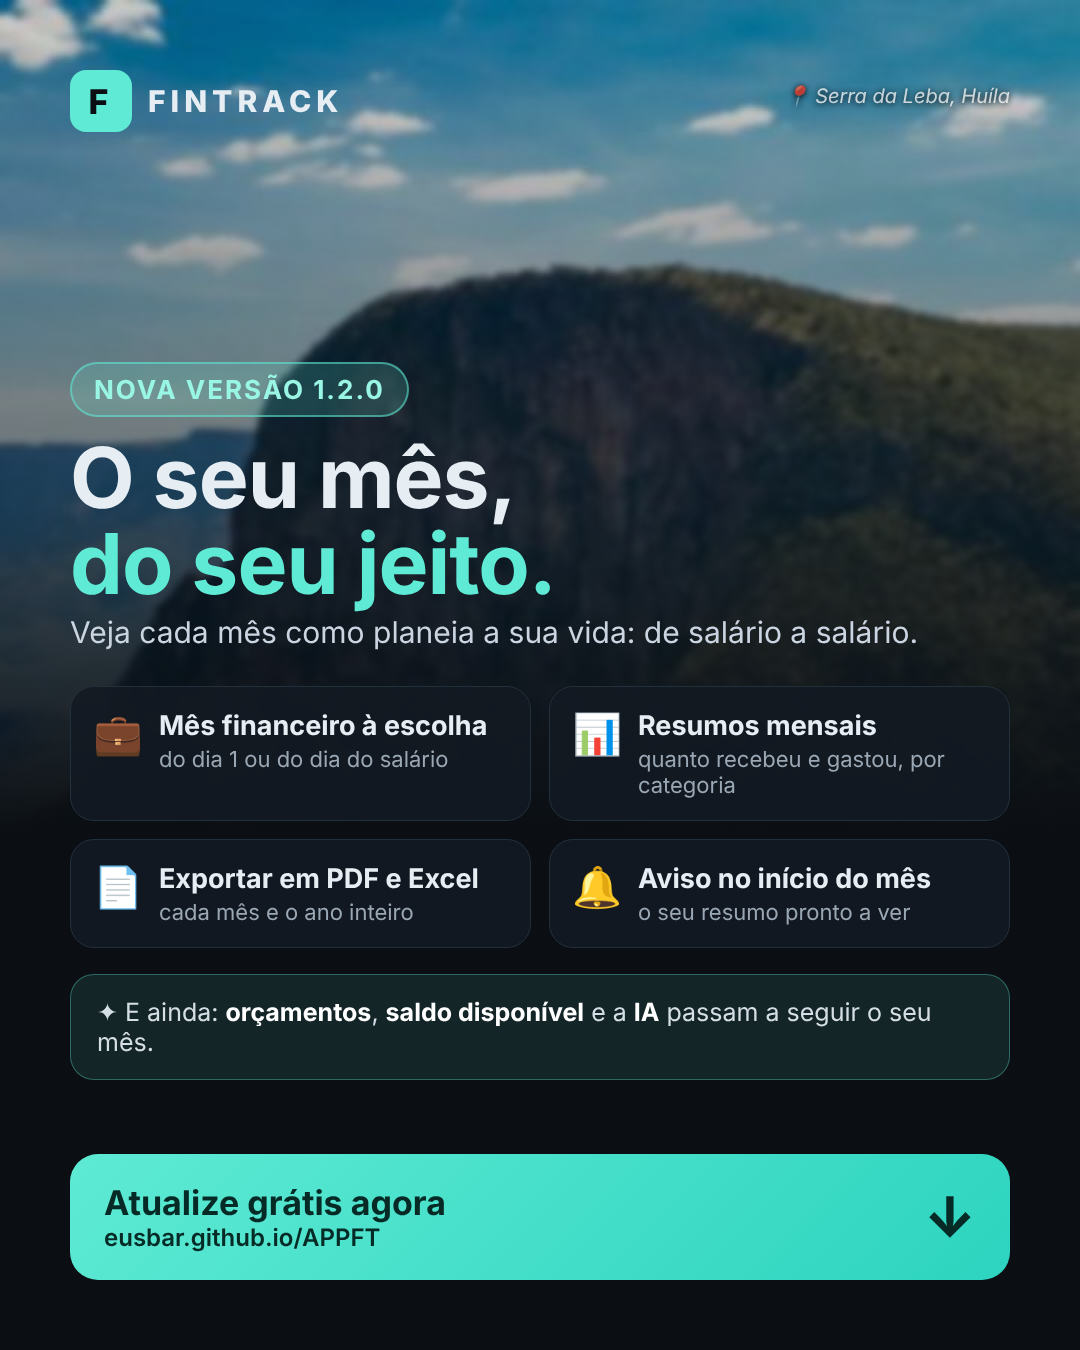 F FINTRACK
📍 Serra da Leba, Huíla
NOVA VERSÃO 1.2.0
O seu mês,
do seu jeito.
Veja cada mês como planeia a sua vida: de salário a salário.
Mês financeiro à escolha
do dia 1 ou do dia do salário
Resumos mensais
quanto recebeu e gastou, por
categoria
Exportar em PDF e Excel
cada mês e o ano inteiro
Aviso no início do mês
o seu resumo pronto a ver
✦ E ainda: orçamentos, saldo disponível e a IA passam a seguir o seu
mês.
Atualize grátis agora
eusbar.github.io/APPFT